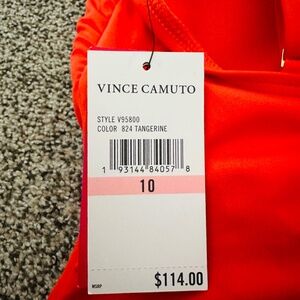 VINCE CAMUTO
STYLE V95800
COLOR 824 TANGERINE
1 93144 84057 8
10
MSRP $114.00